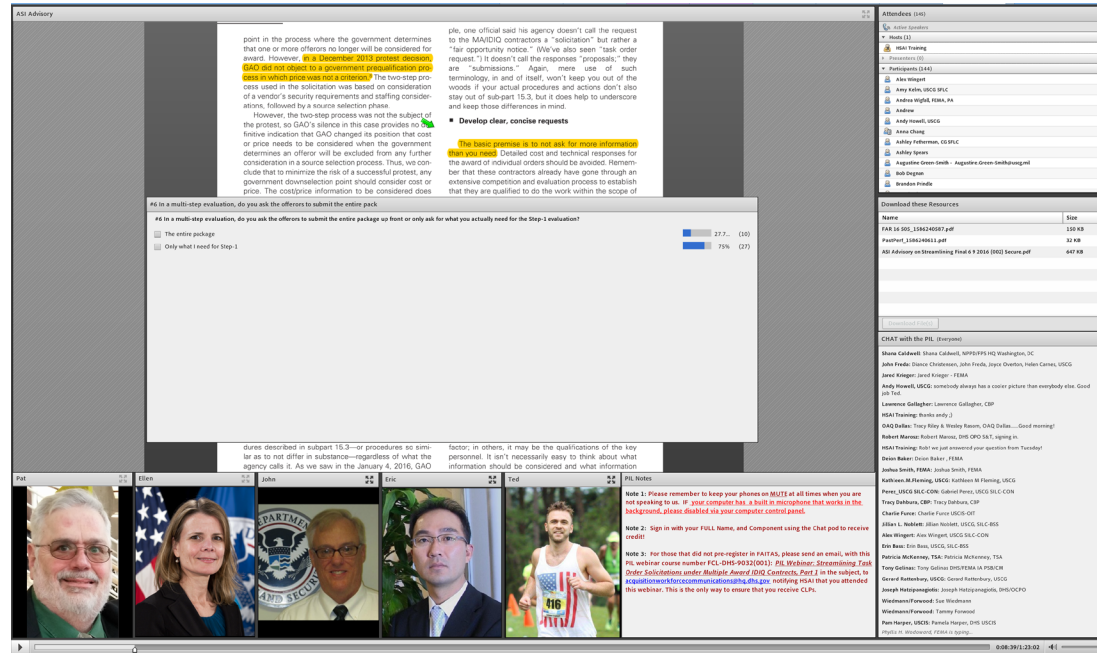 ASI Advisory
point in the process where the government determines
that one or more offerors no longer will be considered for
award. However, in a December 2013 protest decision,
GAO did not object to a government prequalification pro-
cess in which price was not a criterion.⁹ The two-step pro-
cess used in the solicitation was based on consideration
of a vendor's security requirements and staffing consider-
ations, followed by a source selection phase.
However, the two-step process was not the subject of
the protest, so GAO's silence in this case provides no
finitive indication that GAO changed its position that cost
or price needs to be considered when the government
determines an offeror will be excluded from any further
consideration in a source selection process. Thus, we con-
clude that to minimize the risk of a successful protest, any
government downselection point should consider cost or
price. The cost/price information to be considered does
ple, one official said his agency doesn't call the request
to the MA/IDIQ contractors a "solicitation" but rather a
"fair opportunity notice." (We've also seen "task order
request.") It doesn't call the responses "proposals;" they
are "submissions." Again, mere use of such
terminology, in and of itself, won't keep you out of the
woods if your actual procedures and actions don't also
stay out of sub-part 15.3, but it does help to underscore
and keep those differences in mind.
■ Develop clear, concise requests
The basic premise is to not ask for more information
than you need. Detailed cost and technical responses for
the award of individual orders should be avoided. Remem-
ber that these contractors already have gone through an
extensive competition and evaluation process to establish
that they are qualified to do the work within the scope of
#6 In a multi-step evaluation, do you ask the offerors to submit the entire pack
#6 In a multi-step evaluation, do you ask the offerors to submit the entire package up front or only ask for what you actually need for the Step-1 evaluation?
The entire package 27.7... (10)
Only what I need for Step-1 75% (27)
dures described in subpart 15.3—or procedures so simi-
lar as to not differ in substance—regardless of what the
agency calls it. As we saw in the January 4, 2016, GAO
factor; in others, it may be the qualifications of the key
personnel. It isn't necessarily easy to think about what
information should be considered and what information
Pat
Ellen
John
DEPARTM
AND SECUR
Eric
Ted
416
PIL Notes
Note 1: Please remember to keep your phones on MUTE at all times when you are
not speaking to us. IF your computer has a built in microphone that works in the
background, please disabled via your computer control panel.
Note 2: Sign in with your FULL Name, and Component using the Chat pod to receive
credit!
Note 3: For those that did not pre-register in FAITAS, please send an email, with this
PIL webinar course number FCL-DHS-9032(001): PIL Webinar: Streamlining Task
Order Solicitations under Multiple Award IDIQ Contracts, Part 1 in the subject, to
acquisitionworkforcecommunications@hq.dhs.gov notifying HSAI that you attended
this webinar. This is the only way to ensure that you receive CLPs.
Attendees (146)
Active Speakers
Hosts (1)
HSAI Training
Presenters (0)
Participants (144)
Alex Wingert
Amy Kelm, USCG SFLC
Andrea Wigfall, FEMA, PA
Andrew
Andy Howell, USCG
Anna Chung
Ashley Fetherman, CG SFLC
Ashley Spears
Augustine Green-Smith - Augustine.Green-Smith@uscg.mil
Bob Degnan
Brandon Prindle
Download these Resources
Name Size
FAR 16 505_1586240587.pdf 150 KB
PastPerf_1586240611.pdf 32 KB
ASI Advisory on Streamlining Final 6 9 2016 (002) Secure.pdf 647 KB
Download File(s)
CHAT with the PIL (Everyone)
Shana Caldwell: Shana Caldwell, NPPD/FPS HQ Washington, DC
John Freda: Diance Christensen, John Freda, Joyce Overton, Helen Carnes, USCG
Jared Krieger: Jared Krieger - FEMA
Andy Howell, USCG: somebody always has a cooler picture than everybody else. Good
job Ted.
Lawrence Gallagher: Lawrence Gallagher, CBP
HSAI Training: thanks andy ;)
OAQ Dallas: Tracy Riley & Wesley Rasom, OAQ Dallas.....Good morning!
Robert Marosz: Robert Marosz, DHS OPO S&T, signing in.
HSAI Training: Rob! we just answered your question from Tuesday!
Deion Baker: Deion Baker , FEMA
Joshua Smith, FEMA: Joshua Smith, FEMA
Kathleen.M.Fleming, USCG: Kathleen M Fleming, USCG
Perez_USCG SILC-CON: Gabriel Perez, USCG SILC-CON
Tracy Dahbura, CBP: Tracy Dahbura, CBP
Charlie Furce: Charlie Furce USCIS-OIT
Jillian L. Noblett: Jillian Noblett, USCG, SILC-BSS
Alex Wingert: Alex Wingert, USCG SILC-CON
Erin Bass: Erin Bass, USCG, SILC-BSS
Patricia McKenney, TSA: Patricia McKenney, TSA
Tony Gelinas: Tony Gelinas DHS/FEMA IA PSB/CM
Gerard Rattenbury, USCG: Gerard Rattenbury, USCG
Joseph Hatzipanagiotis: Joseph Hatzipanagiotis, DHS/OCPO
Wiedmann/Forwood: Sue Wiedmann
Wiedmann/Forwood: Tammy Forwood
Pam Harper, USCIS: Pamela Harper, DHS USCIS
Phyllis H. Wodoward, FEMA is typing...
0:08:39/1:23:02